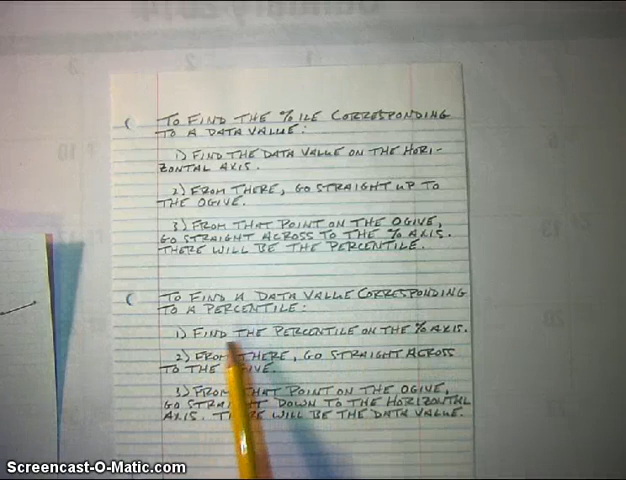 TO FIND THE %ILE CORRESPONDING
TO A DATA VALUE:
1) FIND THE DATA VALUE ON THE HORI-
ZONTAL AXIS.
2) FROM THERE, GO STRAIGHT UP TO
THE OGIVE.
3) FROM THAT POINT ON THE OGIVE,
GO STRAIGHT ACROSS TO THE % AXIS.
THERE WILL BE THE PERCENTILE.
TO FIND A DATA VALUE CORRESPONDING
TO A PERCENTILE:
1) FIND THE PERCENTILE ON THE % AXIS.
2) FROM THERE, GO STRAIGHT ACROSS
TO THE OGIVE.
3) FROM THAT POINT ON THE OGIVE,
GO STRAIGHT DOWN TO THE HORIZONTAL
AXIS. THERE WILL BE THE DATA VALUE.
Screencast-O-Matic.com